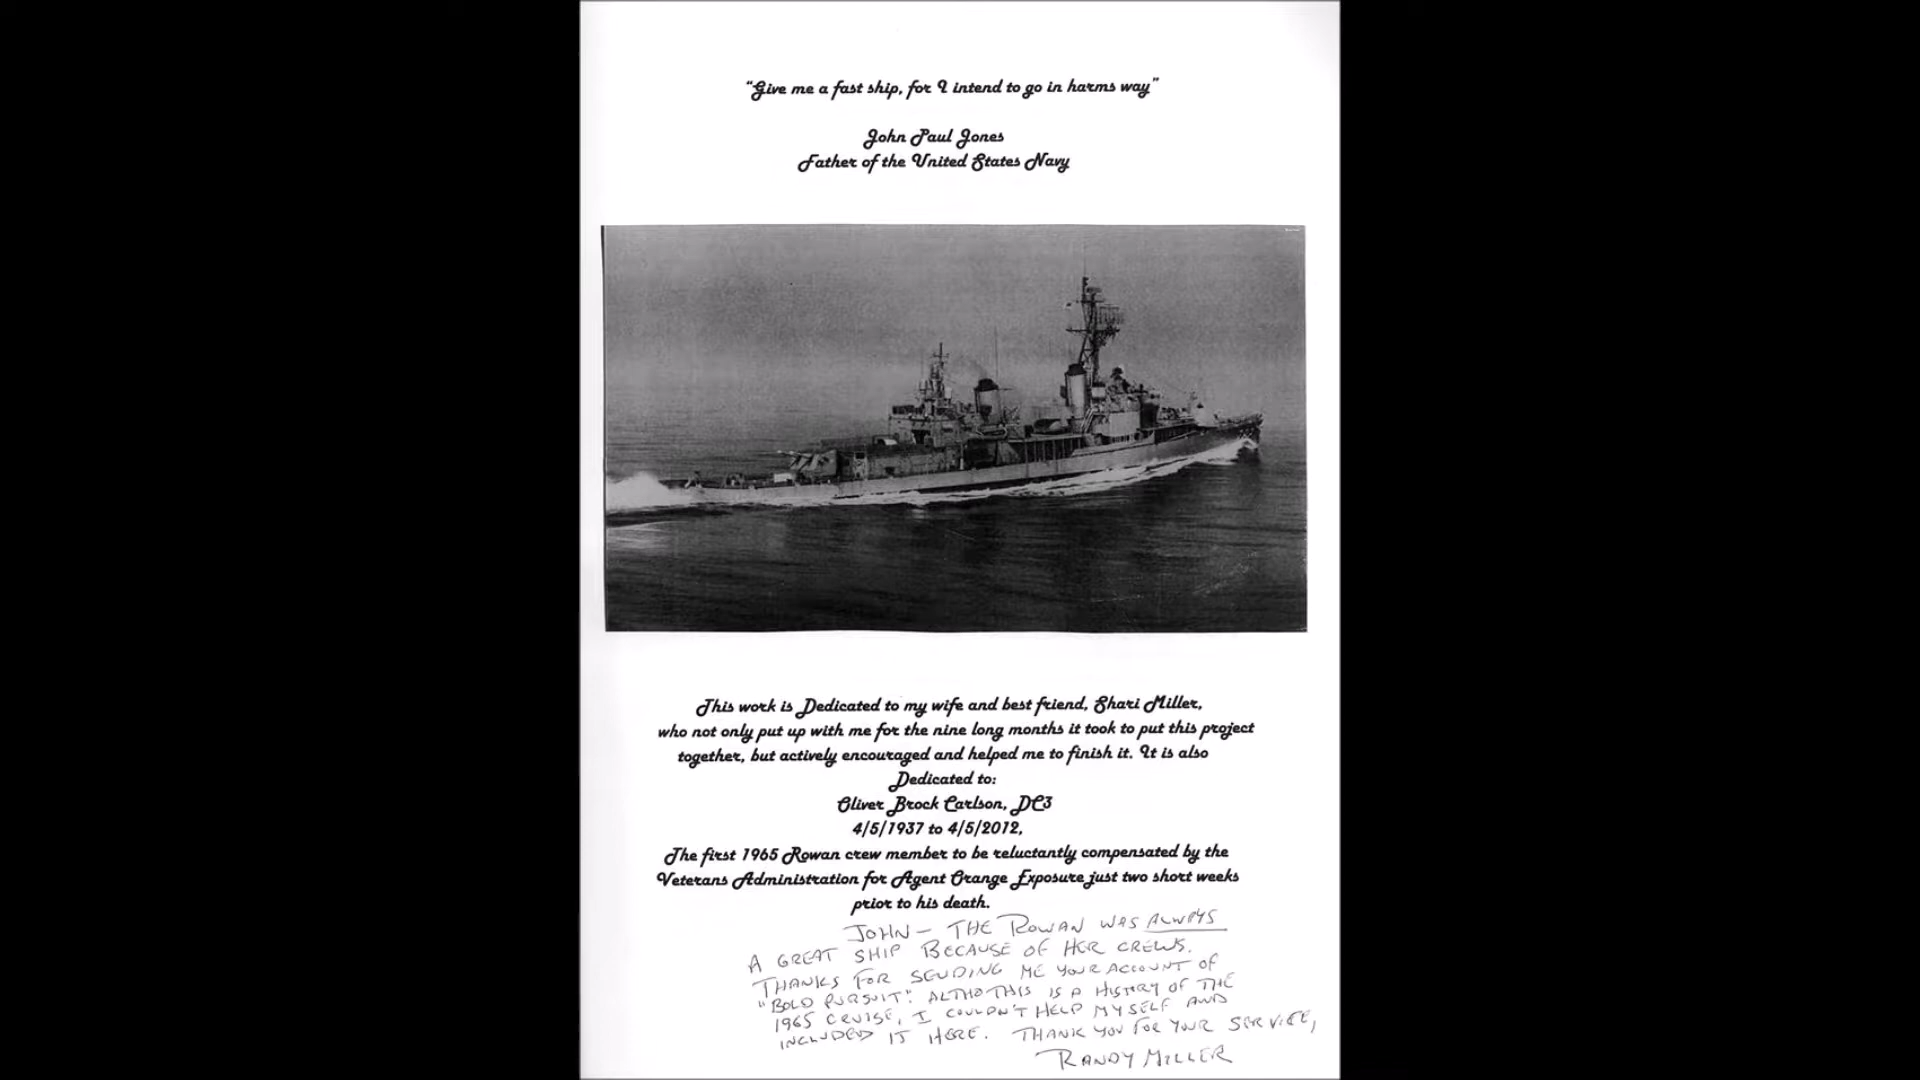 “Give me a fast ship, for I intend to go in harms way”
John Paul Jones
Father of the United States Navy
This work is Dedicated to my wife and best friend, Shari Miller,
who not only put up with me for the nine long months it took to put this project
together, but actively encouraged and helped me to finish it. It is also
Dedicated to:
Oliver Brock Carlson, DC3
4/5/1937 to 4/5/2012,
The first 1965 Rowan crew member to be reluctantly compensated by the
Veterans Administration for Agent Orange Exposure just two short weeks
prior to his death.
JOHN – THE ROWAN WAS ALWAYS
A GREAT SHIP BECAUSE OF HER CREWS.
THANKS FOR SENDING ME YOUR ACCOUNT OF
"BOLD PURSUIT". ALTHO THIS IS A HISTORY OF THE
1965 CRUISE, I COULDN'T HELP MYSELF AND
INCLUDED IT HERE. THANK YOU FOR YOUR SERVICE,
RANDY MILLER